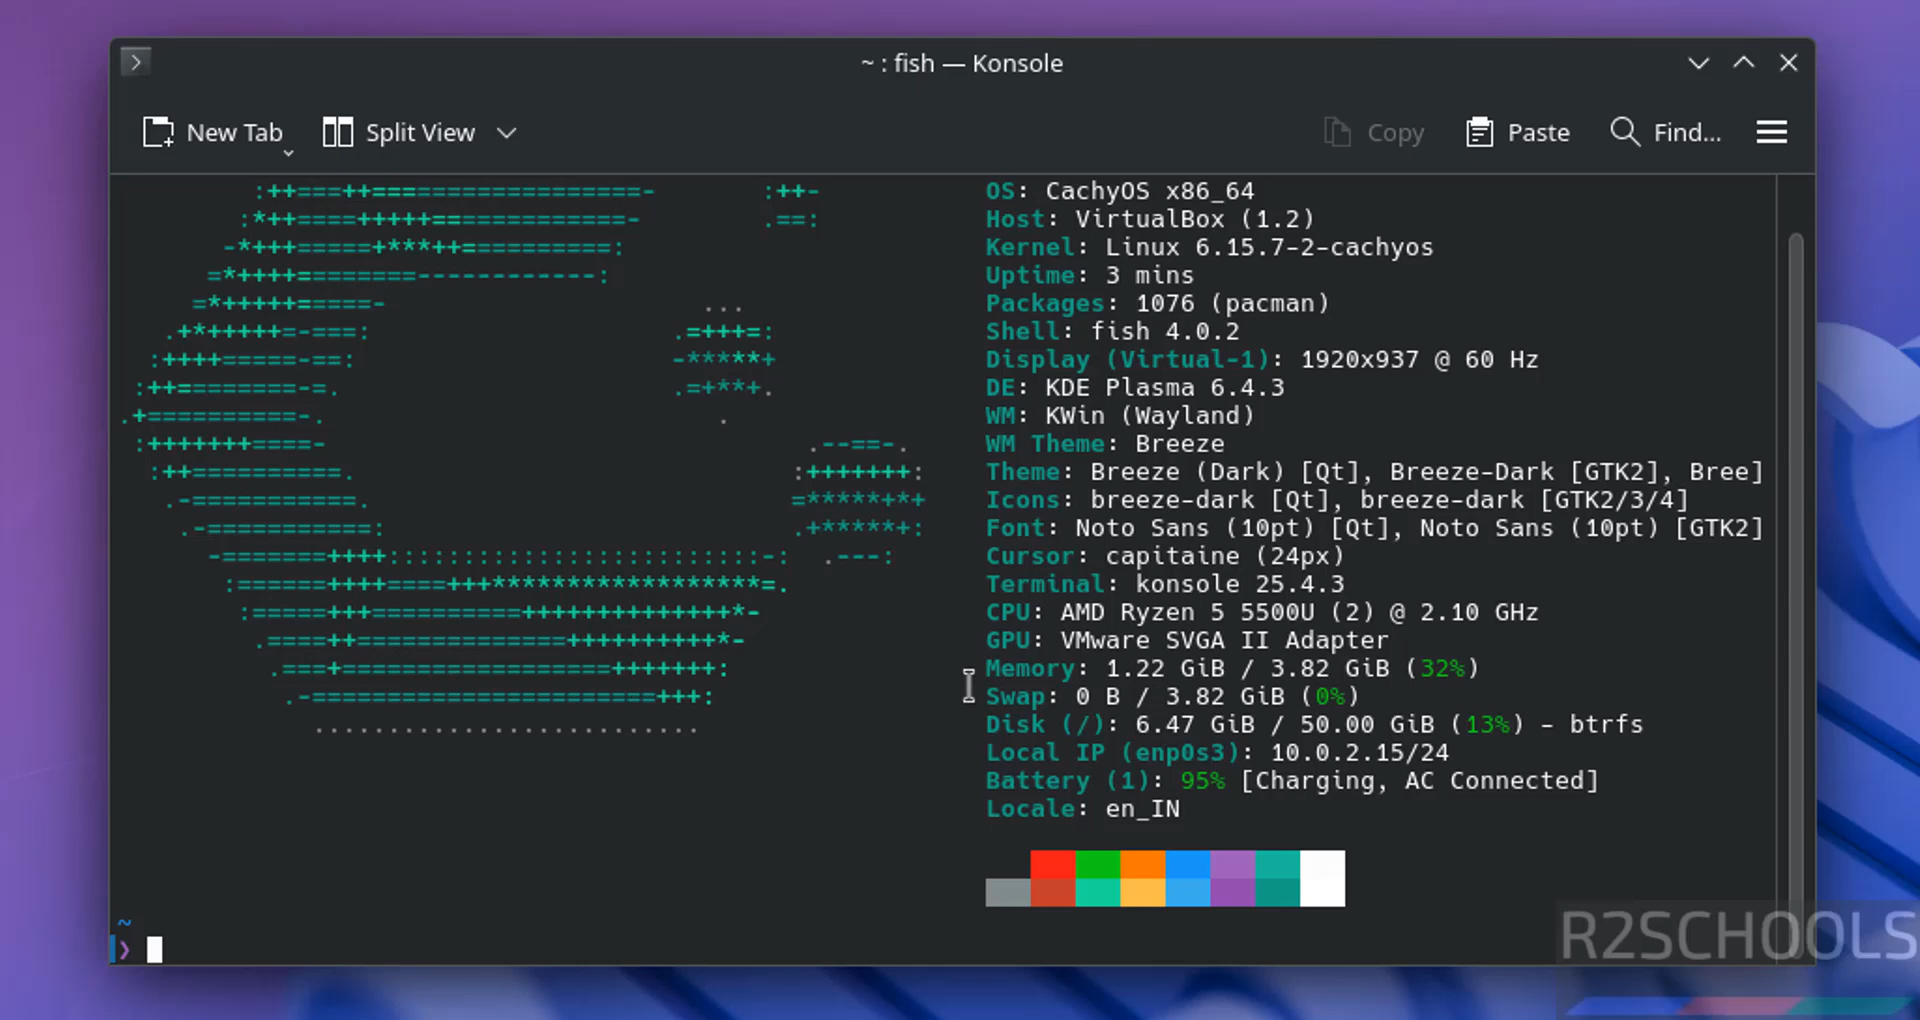 ~ : fish — Konsole
New Tab Split View Copy Paste Find...
OS: CachyOS x86_64
Host: VirtualBox (1.2)
Kernel: Linux 6.15.7-2-cachyos
Uptime: 3 mins
Packages: 1076 (pacman)
Shell: fish 4.0.2
Display (Virtual-1): 1920x937 @ 60 Hz
DE: KDE Plasma 6.4.3
WM: KWin (Wayland)
WM Theme: Breeze
Theme: Breeze (Dark) [Qt], Breeze-Dark [GTK2], Bree]
Icons: breeze-dark [Qt], breeze-dark [GTK2/3/4]
Font: Noto Sans (10pt) [Qt], Noto Sans (10pt) [GTK2]
Cursor: capitaine (24px)
Terminal: konsole 25.4.3
CPU: AMD Ryzen 5 5500U (2) @ 2.10 GHz
GPU: VMware SVGA II Adapter
Memory: 1.22 GiB / 3.82 GiB (32%)
Swap: 0 B / 3.82 GiB (0%)
Disk (/): 6.47 GiB / 50.00 GiB (13%) - btrfs
Local IP (enp0s3): 10.0.2.15/24
Battery (1): 95% [Charging, AC Connected]
Locale: en_IN
~
❯
R2SCHOOLS